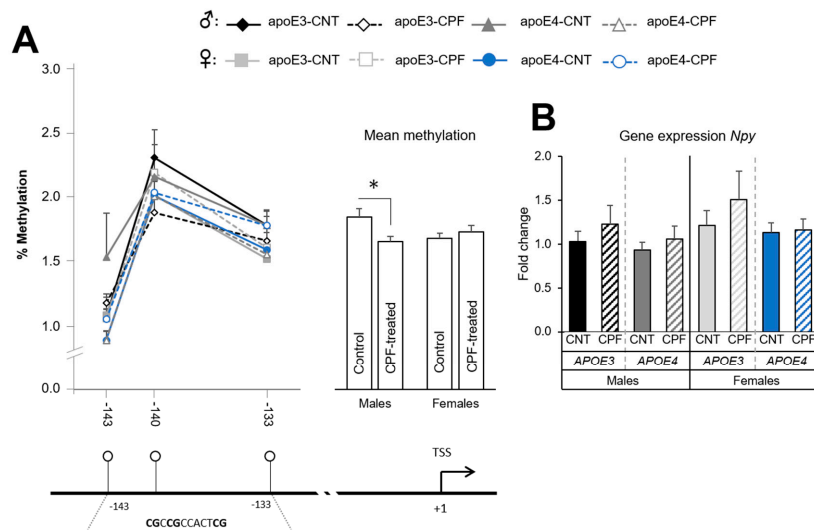 ♂: apoE3-CNT apoE3-CPF apoE4-CNT apoE4-CPF
♀: apoE3-CNT apoE3-CPF apoE4-CNT apoE4-CPF
A
% Methylation
3.0
2.5
2.0
1.5
1.0
0.0
-143
-140
-133
Mean methylation
*
Control
CPF-treated
Control
CPF-treated
Males Females
B
Gene expression Npy
Fold change
2.0
1.5
1.0
0.5
0.0
CNT CPF CNT CPF CNT CPF CNT CPF
APOE3 APOE4 APOE3 APOE4
Males Females
TSS
-143 -133 +1
CGCCGCCACTCG